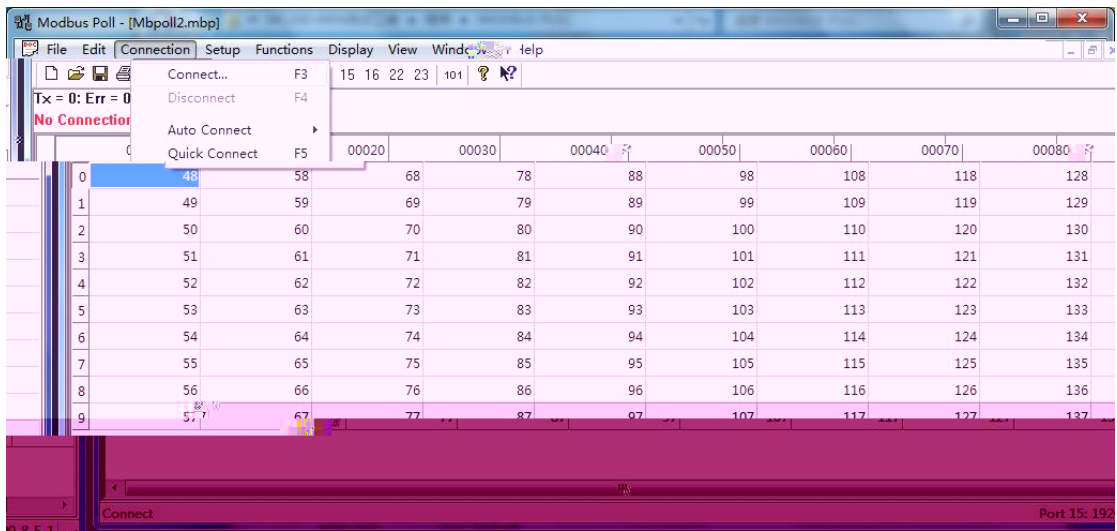 Modbus Poll - [Mbpoll2.mbp]
File Edit Connection Setup Functions Display View
Connect... F3
15 16 22 23 101
Tx = 0: Err = 0
Disconnect F4
No Connection
Auto Connect
Quick Connect F5
00020 00030 00040 00050 00060 00070 00080
0 48 58 68 78 88 98 108 118 128
1 49 59 69 79 89 99 109 119 129
2 50 60 70 80 90 100 110 120 130
3 51 61 71 81 91 101 111 121 131
4 52 62 72 82 92 102 112 122 132
5 53 63 73 83 93 103 113 123 133
6 54 64 74 84 94 104 114 124 134
7 55 65 75 85 95 105 115 125 135
8 56 66 76 86 96 106 116 126 136
9 57 67 77 87 97 107 117 127 137
Connect
Port 15: 192